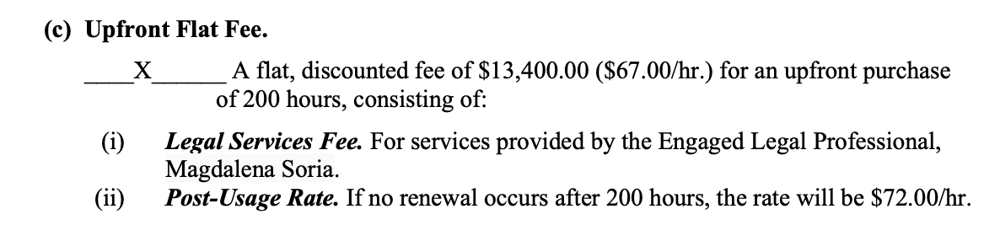 (c) Upfront Flat Fee.
____X______ A flat, discounted fee of $13,400.00 ($67.00/hr.) for an upfront purchase
of 200 hours, consisting of:
(i) Legal Services Fee. For services provided by the Engaged Legal Professional,
Magdalena Soria.
(ii) Post-Usage Rate. If no renewal occurs after 200 hours, the rate will be $72.00/hr.